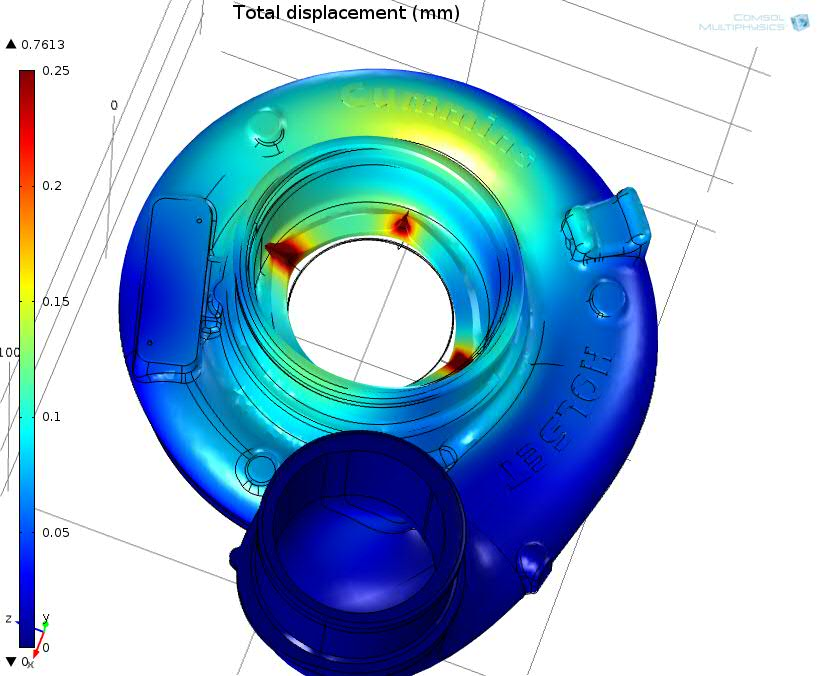 Total displacement (mm)
COMSOL
MULTIPHYSICS
▲ 0.7613
0.25
0.2
0.15
0.1
0.05
0
▼ 0
0
100
Cummins
HOLSET
z
y
x